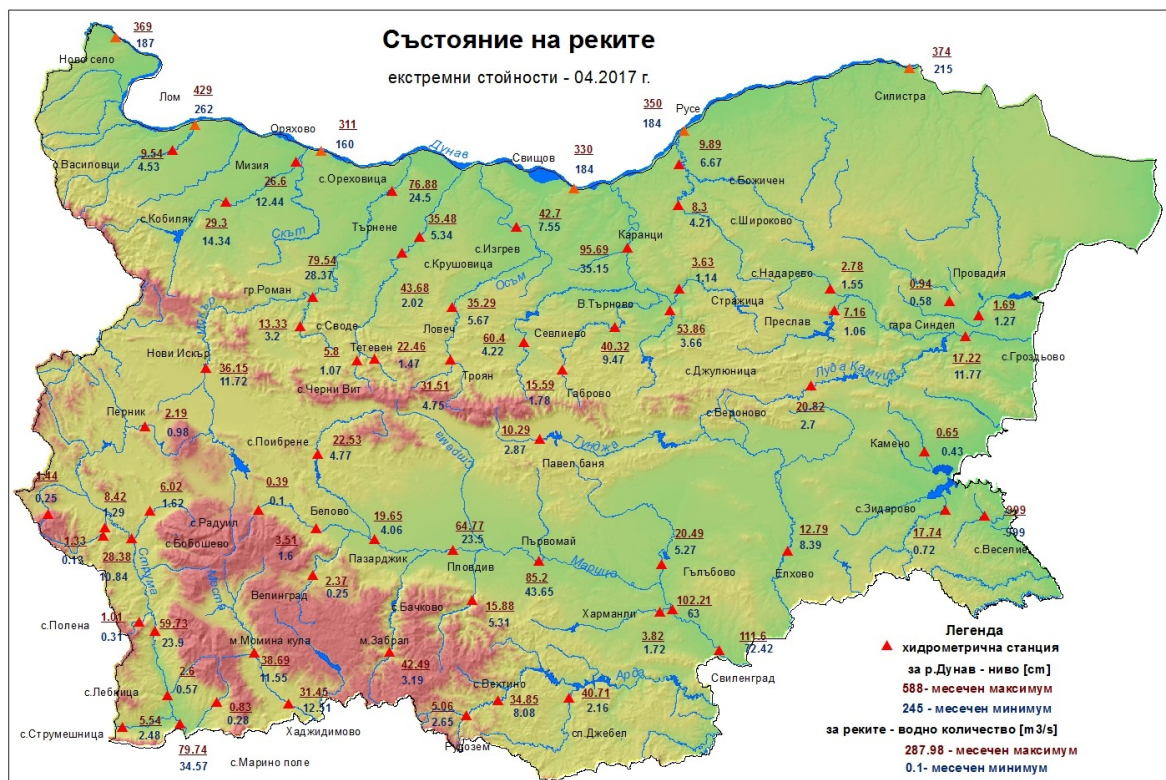 Състояние на реките
екстремни стойности - 04.2017 г.
369
187
Ново село
374
215
Силистра
Лом
429
262
350
184
Русе
Оряхово
311
160
Дунав
Свищов
330
184
9.89
6.67
с.Божичен
с.Василовци
9.54
4.53
Мизия
26.6
12.44
с.Ореховица
76.88
24.5
8.3
4.21
с.Широково
с.Кобиляк
29.3
14.34
Скът
Търнене
35.48
5.34
с.Изгрев
42.7
7.55
Каранци
95.69
35.15
79.54
28.37
с.Крушовица
43.68
2.02
Осъм
3.63
1.14
Стражица
с.Надарево
2.78
1.55
0.94
0.58
Провадия
1.69
1.27
гр.Роман
Искър
13.33
3.2
с.Своде
Ловеч
35.29
5.67
В.Търново
40.32
9.47
53.86
3.66
с.Джулюница
Преслав
7.16
1.06
гара Синдел
17.22
11.77
с.Гроздьово
Нови Искър
36.15
11.72
5.8
1.07
с.Черни Вит
Тетевен
22.46
1.47
Троян
31.51
4.75
Севлиево
60.4
4.22
15.59
1.78
Габрово
Луда Камчия
с.Бероново
20.82
2.7
Перник
2.19
0.98
с.Поибрене
22.53
4.77
Стряма
10.29
2.87
Павел баня
Тунджа
Камено
0.65
0.43
1.44
0.25
8.42
1.29
6.02
1.62
с.Радуил
0.39
0.1
Белово
19.65
4.06
64.77
23.5
Първомай
20.49
5.27
12.79
8.39
с.Зидарово
17.74
0.72
999
999
с.Веселие
1.33
0.13
с.Бобошево
28.38
10.84
3.51
1.6
Пазарджик
Пловдив
85.2
43.65
Марица
Гълъбово
Елхово
Струма
Места
Велинград
2.37
0.25
с.Бачково
15.88
5.31
Харманли
102.21
63
с.Полена
1.01
0.31
59.73
23.9
м.Момина кула
38.69
11.55
м.Забрал
42.49
3.19
3.82
1.72
111.6
72.42
Свиленград
с.Лебница
2.6
0.57
с.Вехтино
34.85
8.08
Арда
40.71
2.16
сп.Джебел
с.Струмешница
5.54
2.48
0.83
0.28
31.45
12.51
Хаджидимово
5.06
2.65
Рудозем
79.74
34.57
с.Марино поле
Легенда
хидрометрична станция
за р.Дунав - ниво [cm]
588- месечен максимум
245 - месечен минимум
за реките - водно количество [m3/s]
287.98 - месечен максимум
0.1- месечен минимум